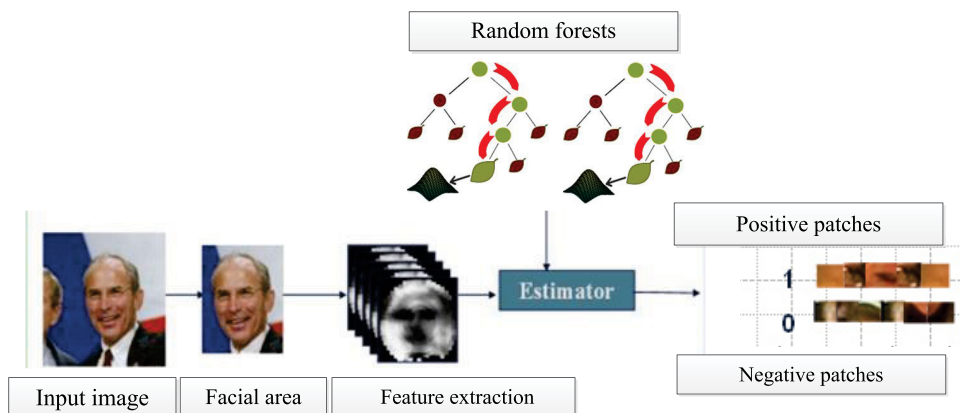 Random forests
Positive patches
1
Estimator
0
Input image
Facial area
Feature extraction
Negative patches